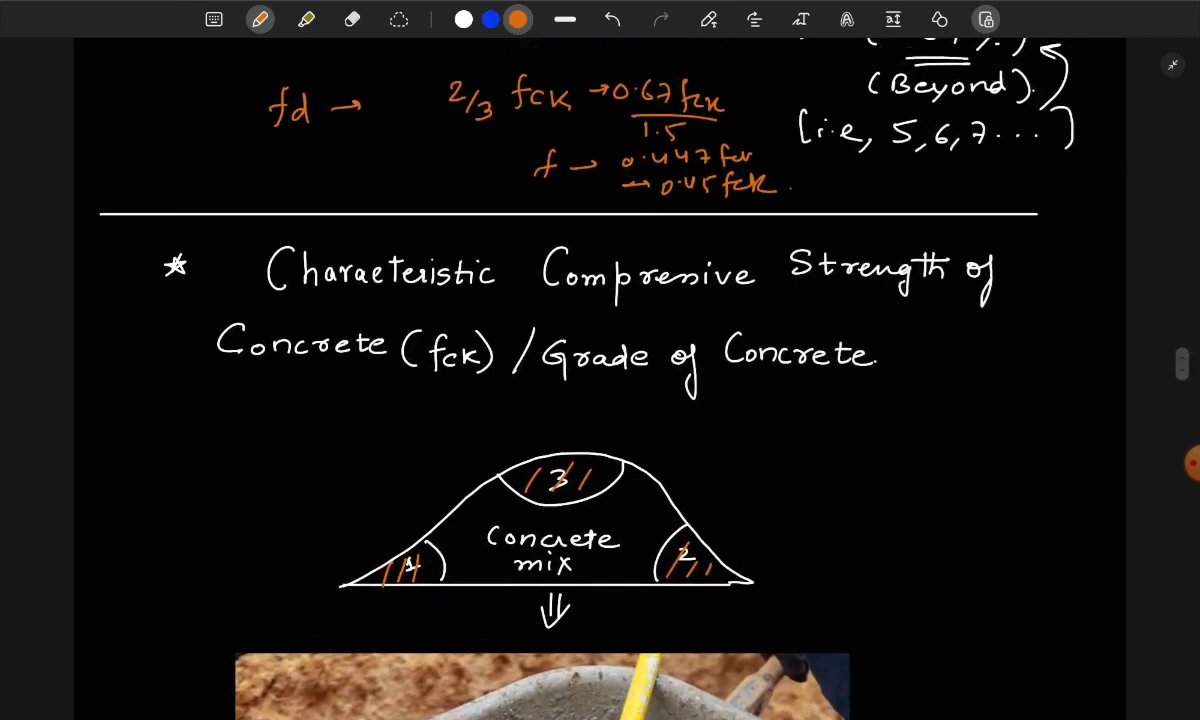 (Beyond).
fd → 2/3 fck → 0.67 fck
1.5
[i.e, 5, 6, 7 ... ]
f → 0.447 fck
→ 0.45 fck.
* Characteristic Compressive Strength of
Concrete (fck) / Grade of Concrete.
3
Concrete
mix
1
2